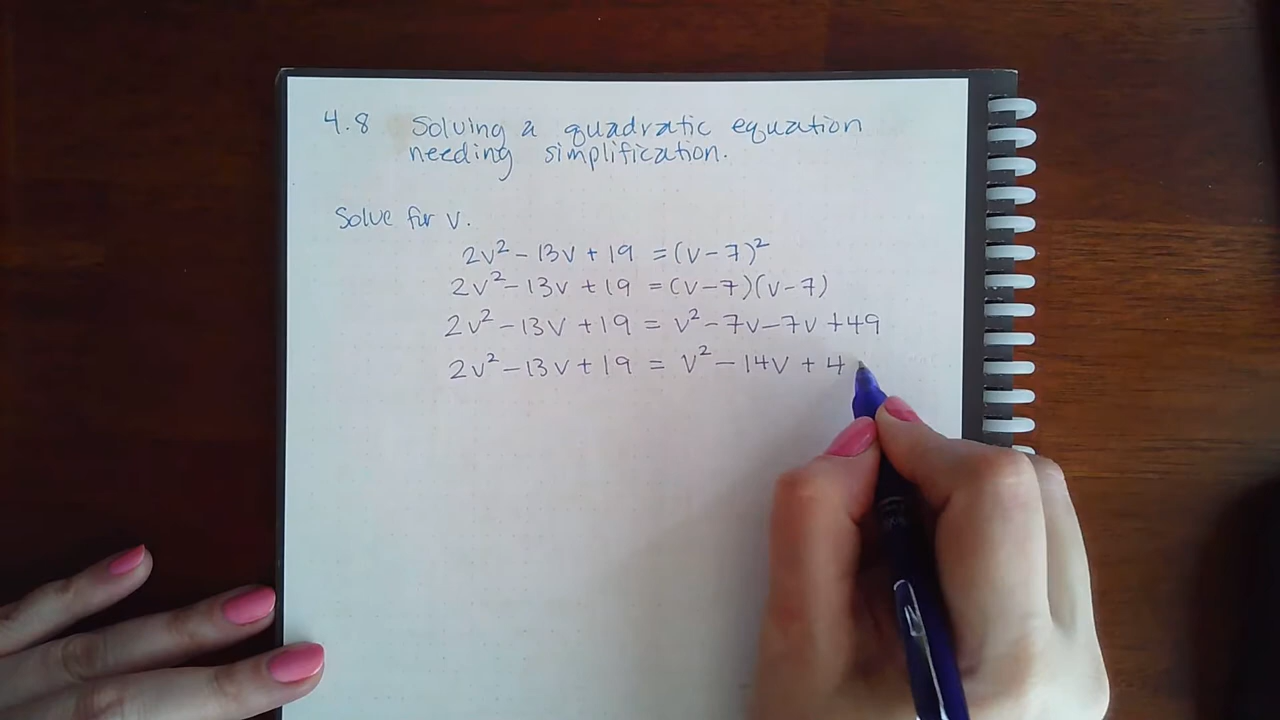 4.8 Solving a quadratic equation
needing simplification.
Solve for v.
2v² - 13v + 19 = (v - 7)²
2v² - 13v + 19 = (v - 7)(v - 7)
2v² - 13v + 19 = v² - 7v - 7v + 49
2v² - 13v + 19 = v² - 14v + 4